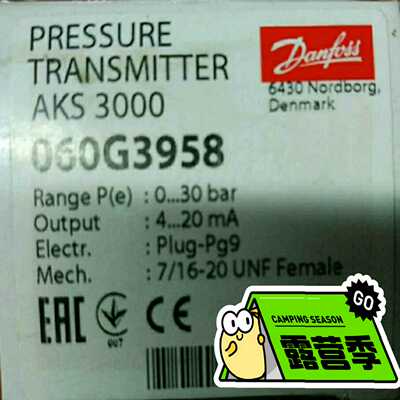 PRESSURE
TRANSMITTER
AKS 3000
Danfoss
6430 Nordborg,
Denmark
060G3958
Range P(e) : 0...30 bar
Output : 4...20 mA
Electr. : Plug-Pg9
Mech. : 7/16-20 UNF Female
EAC
CE
GO
CAMPING SEASON
露营季